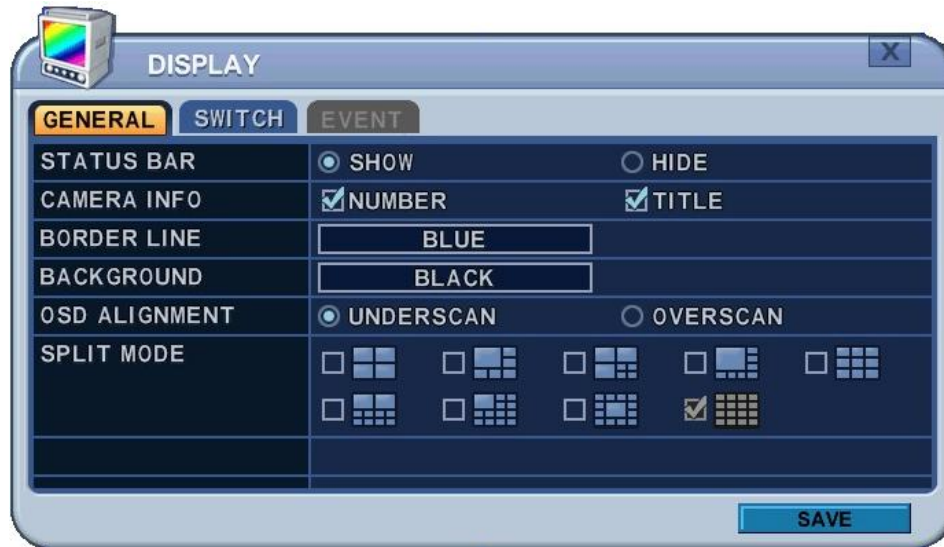 DISPLAY
X
GENERAL SWITCH EVENT
STATUS BAR SHOW HIDE
CAMERA INFO NUMBER TITLE
BORDER LINE BLUE
BACKGROUND BLACK
OSD ALIGNMENT UNDERSCAN OVERSCAN
SPLIT MODE
SAVE